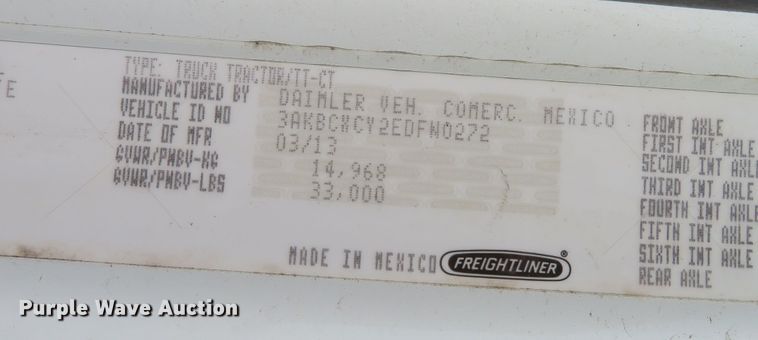 TE
TYPE: TRUCK TRACTOR/TT-CT
MANUFACTURED BY DAIMLER VEH. COMERC. MEXICO
VEHICLE ID NO 3AKBCWCY2EDFN0272
DATE OF MFR 03/13
GVWR/PNBV-KG 14,968
GVWR/PNBV-LBS 33,000
MADE IN MEXICO FREIGHTLINER®
FRONT AXLE
FIRST INT AXLE
SECOND INT AXLE
THIRD INT AXLE
FOURTH INT AXLE
FIFTH INT AXLE
SIXTH INT AXLE
REAR AXLE
Purple Wave Auction